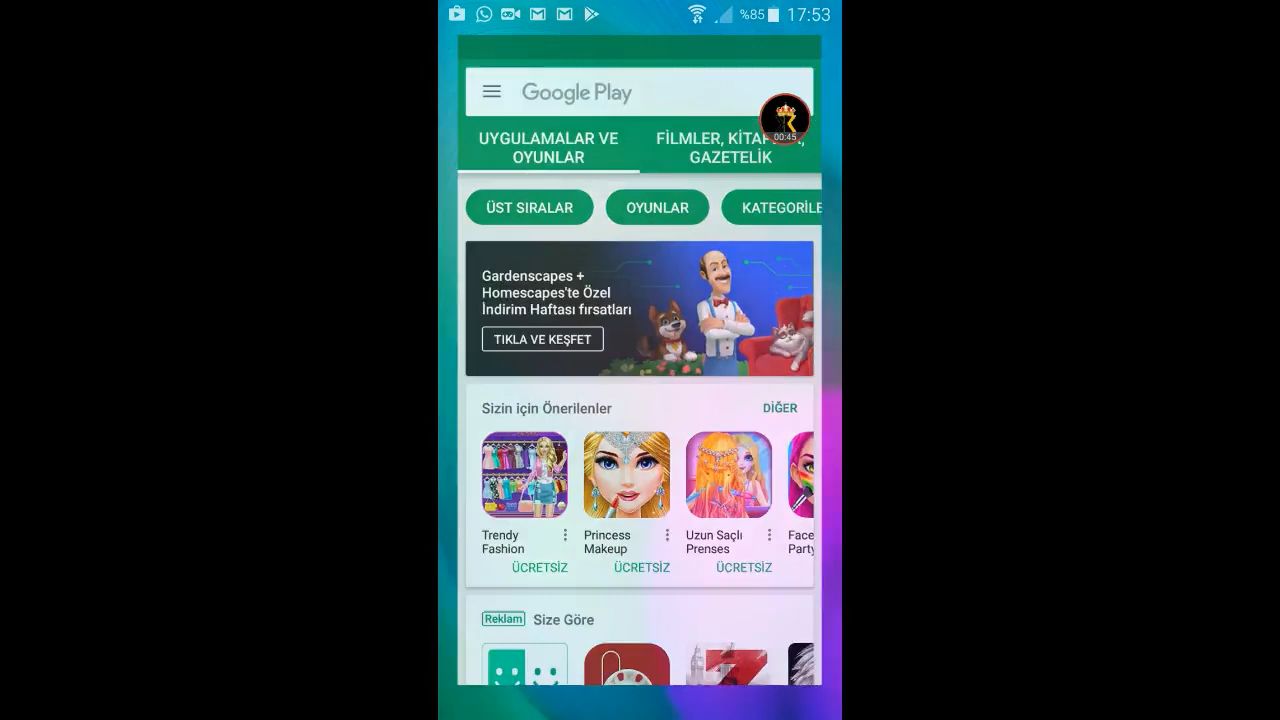 %85 17:53
Google Play
00:45
UYGULAMALAR VE
OYUNLAR
FİLMLER, KİTAP
GAZETELİK
ÜST SIRALAR
OYUNLAR
KATEGORİLE
Gardenscapes +
Homescapes'te Özel
İndirim Haftası fırsatları
TIKLA VE KEŞFET
Sizin için Önerilenler
DİĞER
Trendy
Fashion
ÜCRETSİZ
Princess
Makeup
ÜCRETSİZ
Uzun Saçlı
Prenses
ÜCRETSİZ
Face
Party
Reklam Size Göre